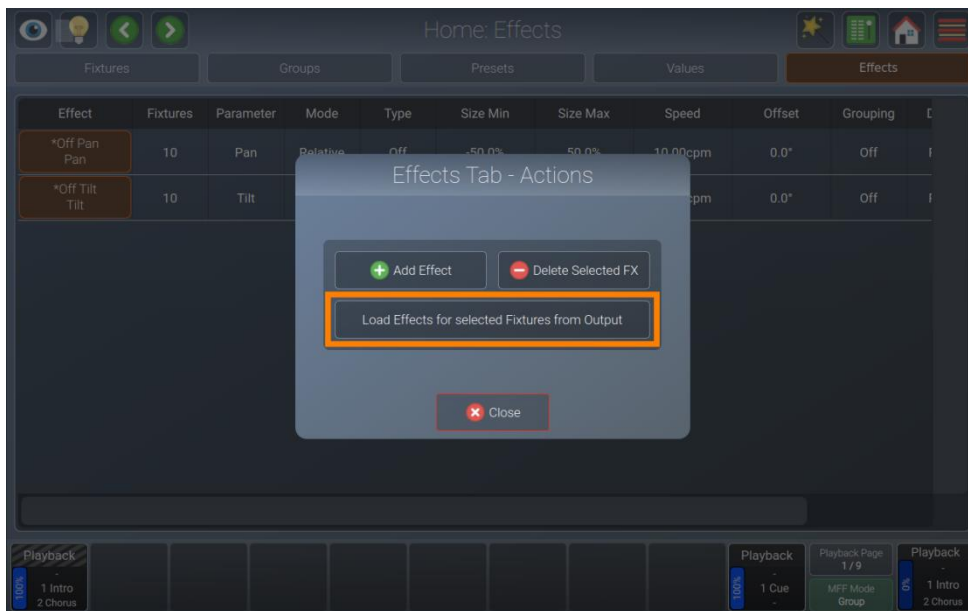 Home: Effects
Fixtures Groups Presets Values Effects
Effect Fixtures Parameter Mode Type Size Min Size Max Speed Offset Grouping
*Off Pan
Pan
10 Pan Relative Off -50.0% 50.0% 10.00cpm 0.0° Off
*Off Tilt
Tilt
10 Tilt cpm 0.0° Off
Effects Tab - Actions
Add Effect Delete Selected FX
Load Effects for selected Fixtures from Output
Close
Playback
-
100%
1 Intro
2 Chorus
Playback
-
100%
1 Cue
-
Playback Page
1 / 9
MFF Mode
Group
Playback
-
0%
1 Intro
2 Chorus